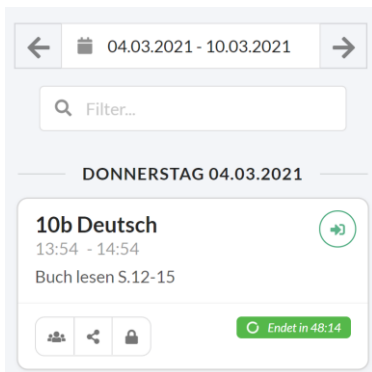 04.03.2021 - 10.03.2021
Filter...
DONNERSTAG 04.03.2021
10b Deutsch
13:54 - 14:54
Buch lesen S.12-15
Endet in 48:14